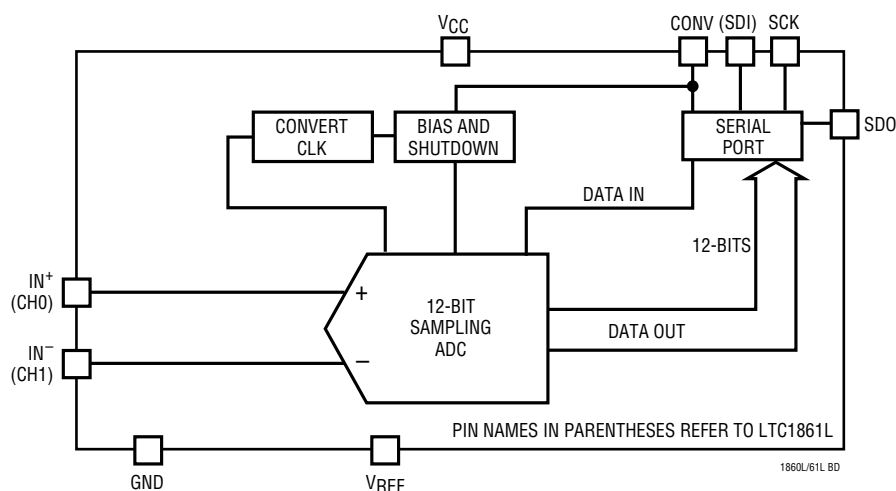 VCC
CONV
(SDI)
SCK
CONVERT
CLK
BIAS AND
SHUTDOWN
SERIAL
PORT
SDO
DATA IN
12-BITS
IN+
(CH0)
+
12-BIT
SAMPLING
ADC
DATA OUT
IN−
(CH1)
−
PIN NAMES IN PARENTHESES REFER TO LTC1861L
GND
VREF
1860L/61L BD